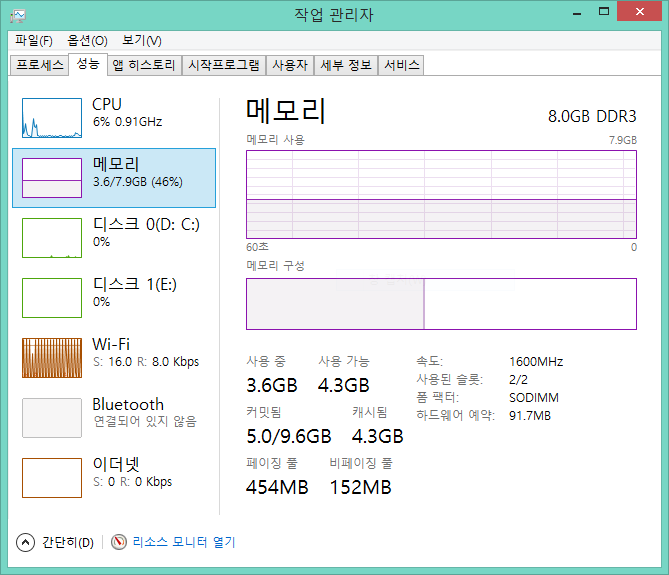 작업 관리자
파일(F) 옵션(O) 보기(V)
프로세스 성능 앱 히스토리 시작프로그램 사용자 세부 정보 서비스
CPU
6% 0.91GHz
메모리
3.6/7.9GB (46%)
디스크 0(D: C:)
0%
디스크 1(E:)
0%
Wi-Fi
S: 16.0 R: 8.0 Kbps
Bluetooth
연결되어 있지 않음
이더넷
S: 0 R: 0 Kbps
메모리 8.0GB DDR3
메모리 사용 7.9GB
60초 0
메모리 구성
사용 중 사용 가능
3.6GB 4.3GB
커밋됨 캐시됨
5.0/9.6GB 4.3GB
페이징 풀 비페이징 풀
454MB 152MB
속도: 1600MHz
사용된 슬롯: 2/2
폼 팩터: SODIMM
하드웨어 예약: 91.7MB
간단히(D) 리소스 모니터 열기